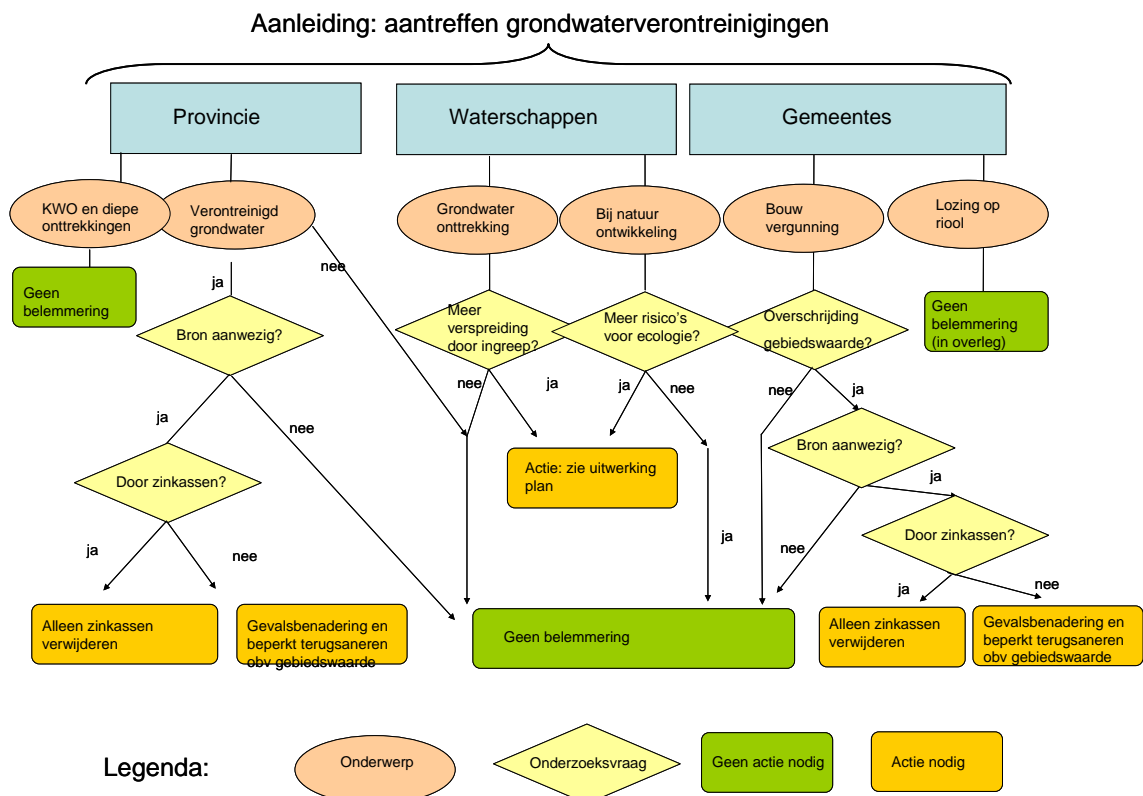 Aanleiding: aantreffen grondwaterverontreinigingen
Provincie
Waterschappen
Gemeentes
KWO en diepe
onttrekkingen
Verontreinigd
grondwater
Grondwater
onttrekking
Bij natuur
ontwikkeling
Bouw
vergunning
Lozing op
riool
Geen
belemmering
ja
nee
Bron aanwezig?
Meer
verspreiding
door ingreep?
Meer risico's
voor ecologie?
Overschrijding
gebiedswaarde?
Geen
belemmering
(in overleg)
ja
nee
nee
ja
ja
nee
nee
ja
Door zinkassen?
Actie: zie uitwerking
plan
Bron aanwezig?
ja
nee
ja
nee
ja
Door zinkassen?
ja
nee
Alleen zinkassen
verwijderen
Gevalsbenadering en
beperkt terugsaneren
obv gebiedswaarde
Geen belemmering
Alleen zinkassen
verwijderen
Gevalsbenadering en
beperkt terugsaneren
obv gebiedswaarde
Legenda:
Onderwerp
Onderzoeksvraag
Geen actie nodig
Actie nodig